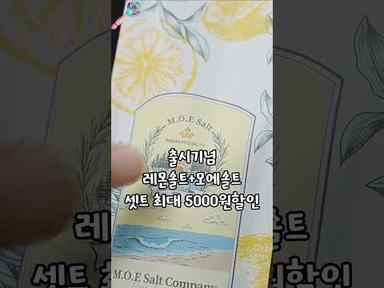 M.O.E Salt
PREMIUM QUALITY
출시기념
레몬솔트+모에솔트
셋트 최대 5000원할인
M.O.E Salt Company